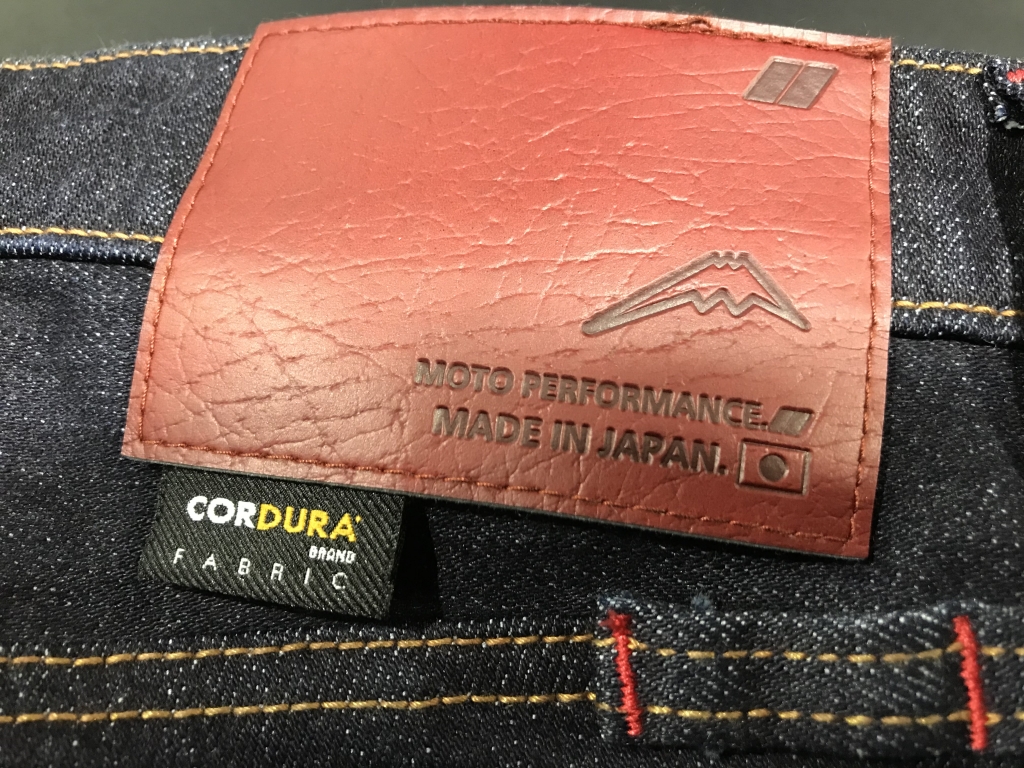 MOTO PERFORMANCE.
MADE IN JAPAN.
CORDURA
BRAND
FABRIC